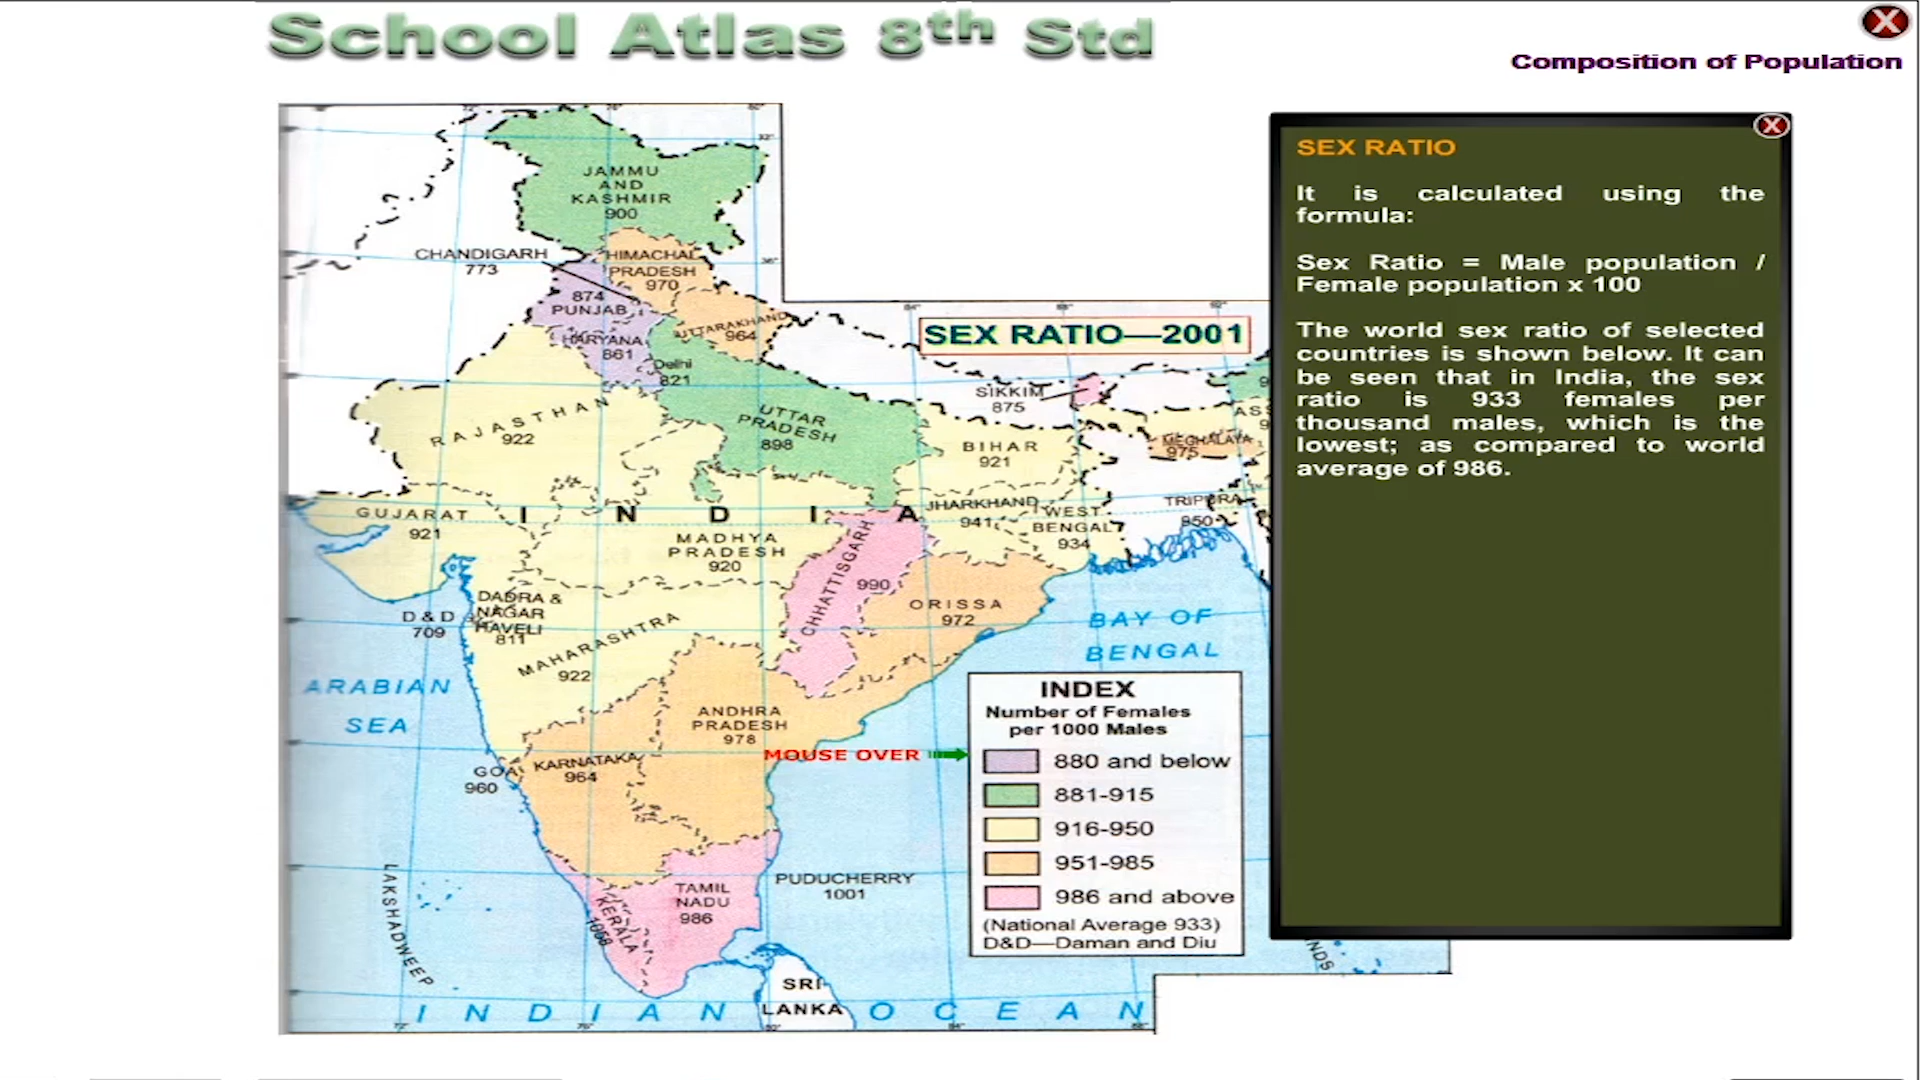 School Atlas 8th Std
Composition of Population
JAMMU
AND
KASHMIR
900
CHANDIGARH
773
HIMACHAL
PRADESH
970
874
PUNJAB
UTTARAKHAND
964
HARYANA
861
Delhi
821
SEX RATIO—2001
SIKKIM
875
RAJASTHAN
922
UTTAR
PRADESH
898
BIHAR
921
MEGHALAYA
975
GUJARAT
921
INDIA
JHARKHAND
941
WEST
BENGAL
934
TRIPURA
950
MADHYA
PRADESH
920
CHHATTISGARH
990
ORISSA
972
D & D
709
DADRA &
NAGAR
HAVELI
811
MAHARASHTRA
922
BAY OF
BENGAL
ARABIAN
SEA
ANDHRA
PRADESH
978
MOUSE OVER
GOA
960
KARNATAKA
964
INDEX
Number of Females
per 1000 Males
880 and below
881-915
916-950
951-985
986 and above
(National Average 933)
D&D—Daman and Diu
LAKSHADWEEP
KERALA
1058
TAMIL
NADU
986
PUDUCHERRY
1001
SRI
LANKA
INDIAN OCEAN
SEX RATIO
It is calculated using the
formula:
Sex Ratio = Male population /
Female population x 100
The world sex ratio of selected
countries is shown below. It can
be seen that in India, the sex
ratio is 933 females per
thousand males, which is the
lowest; as compared to world
average of 986.